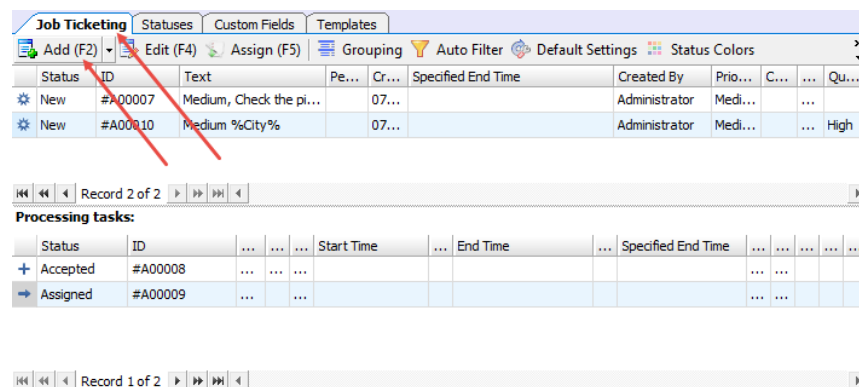 Job Ticketing Statuses Custom Fields Templates
Add (F2) Edit (F4) Assign (F5) Grouping Auto Filter Default Settings Status Colors
Status ID Text Pe... Cr... Specified End Time Created By Prio... C... ... Qu...
New #A00007 Medium, Check the pi... 07... Administrator Medi... ...
New #A00010 Medium %City% 07... Administrator Medi... ... High
Record 2 of 2
Processing tasks:
Status ID ... ... ... Start Time ... End Time ... Specified End Time ... ... ... ... ...
Accepted #A00008 ... ... ... ... ...
Assigned #A00009 ... ... ... ...
Record 1 of 2